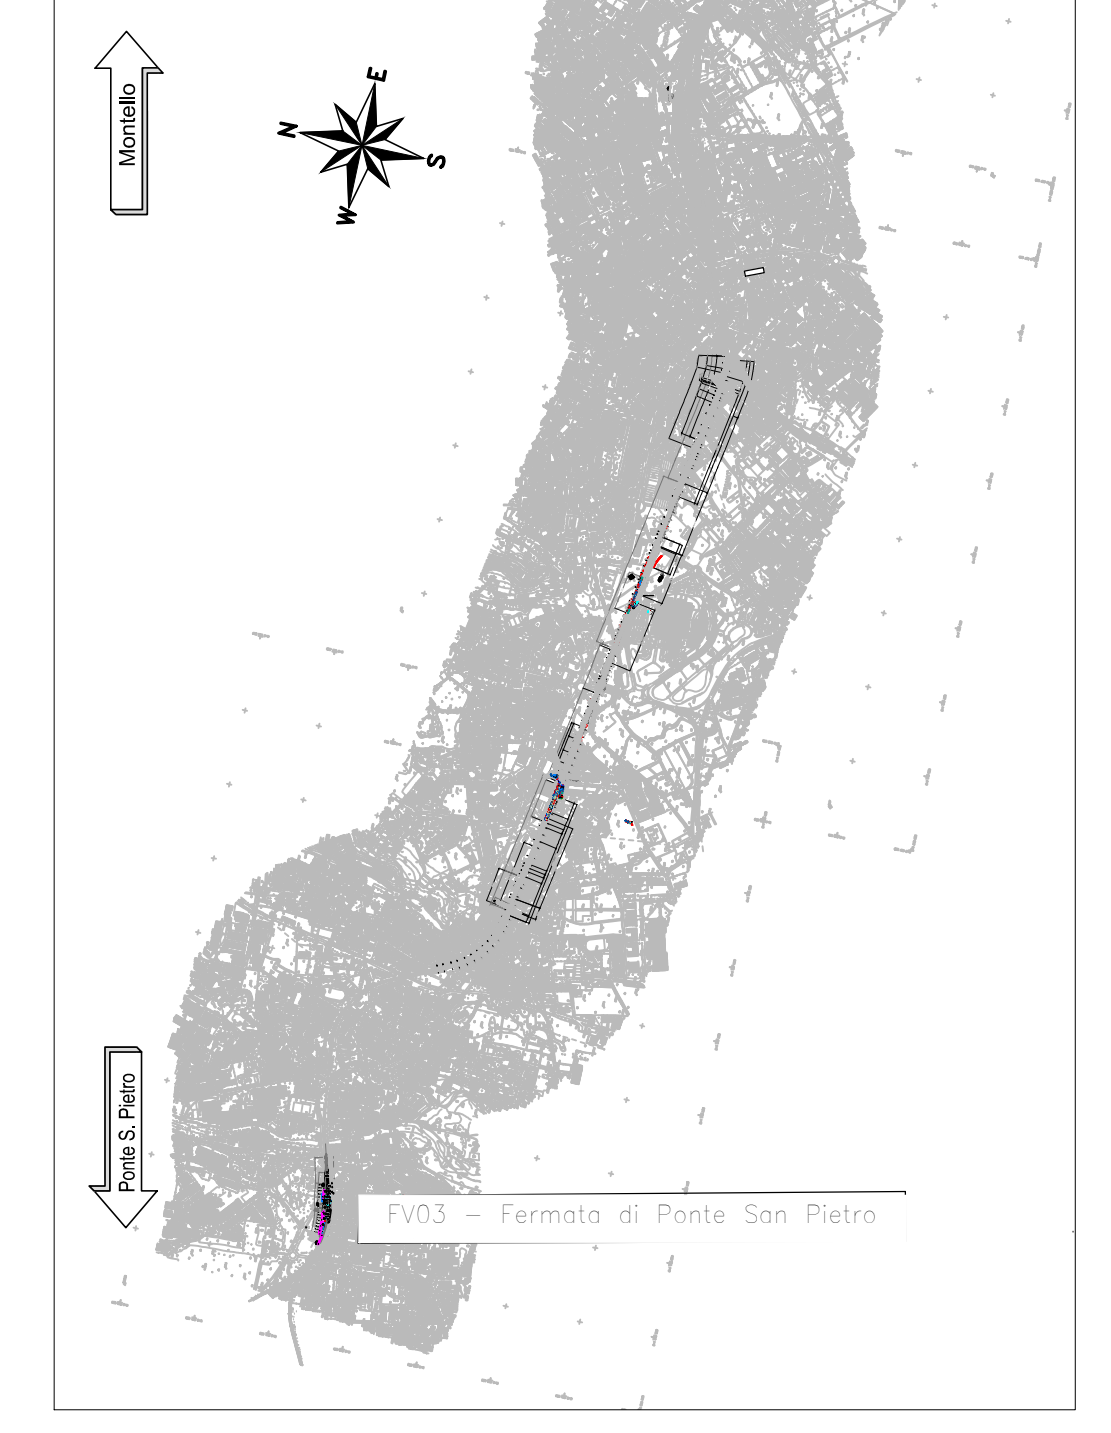 Montello
N
E
S
W
Ponte S. Pietro
FV03 – Fermata di Ponte San Pietro